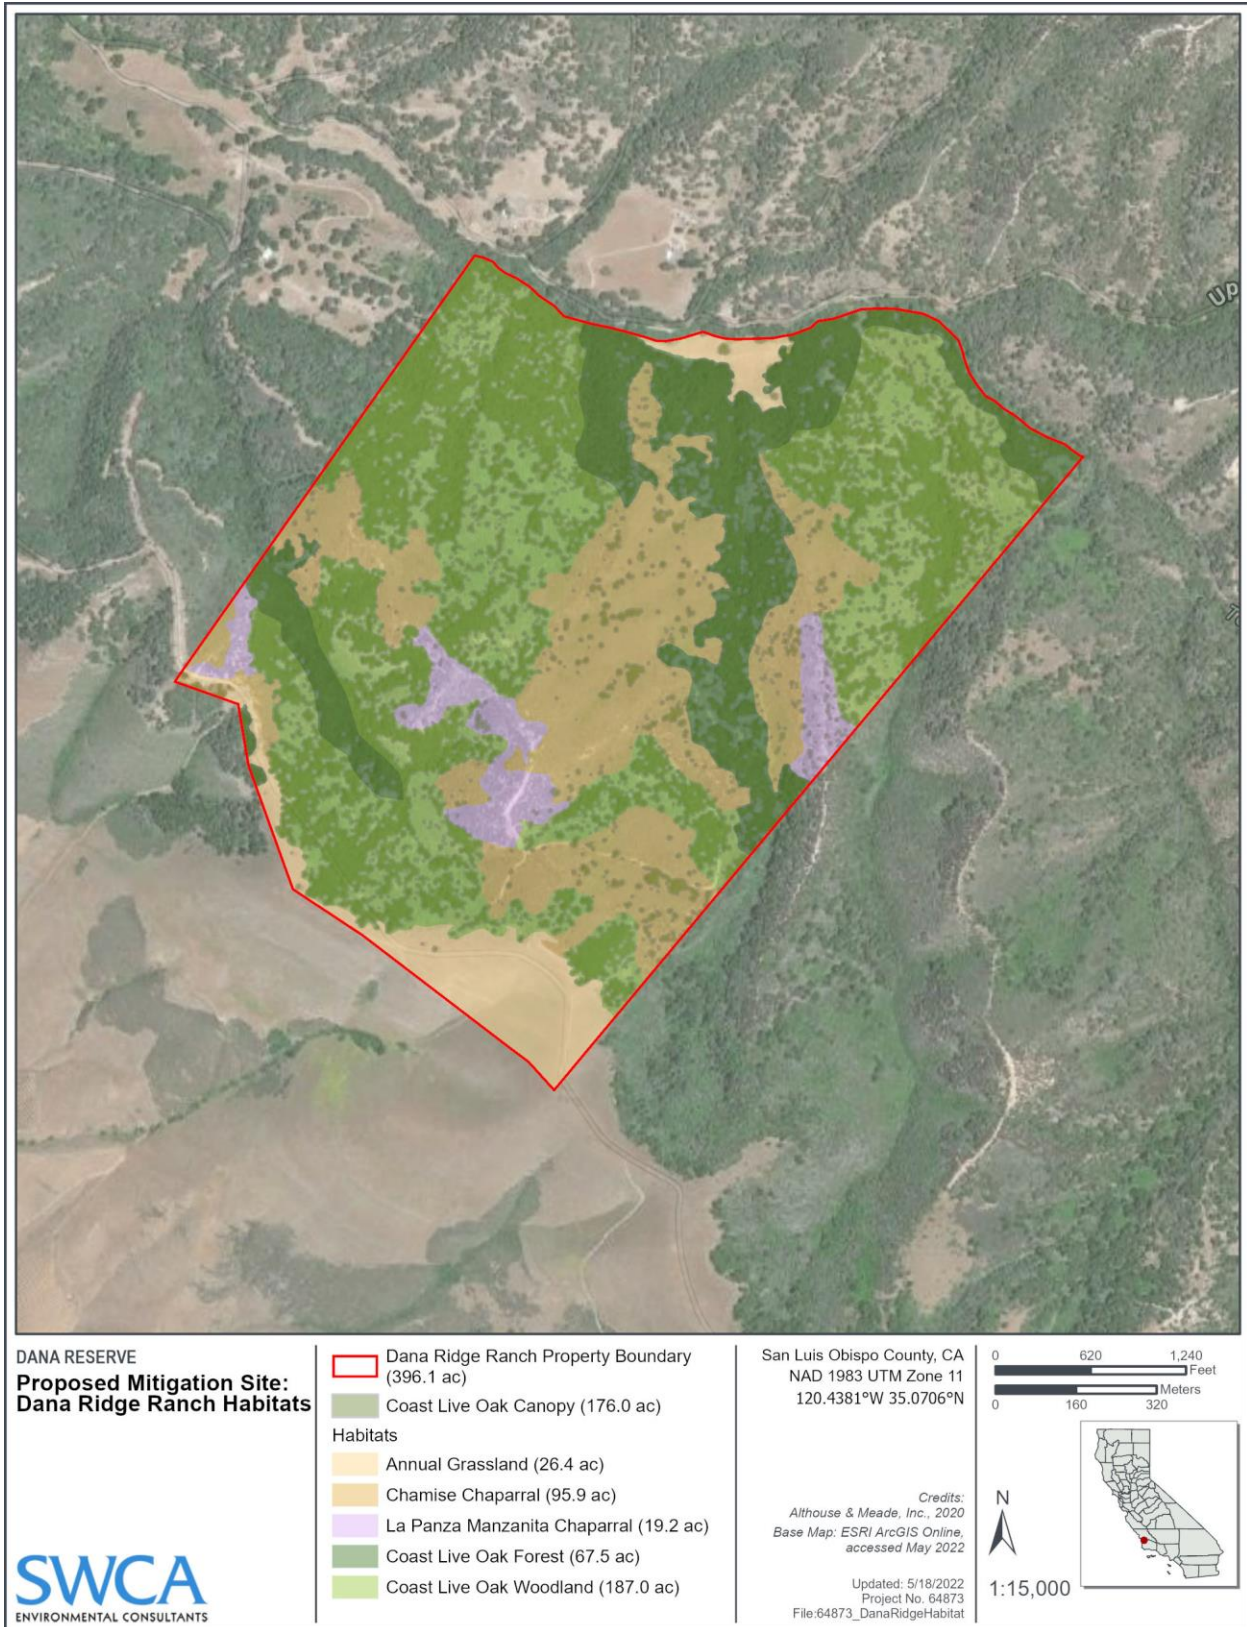 Up
DANA RESERVE
Proposed Mitigation Site:
Dana Ridge Ranch Habitats
SWCA
ENVIRONMENTAL CONSULTANTS
Dana Ridge Ranch Property Boundary
(396.1 ac)
Coast Live Oak Canopy (176.0 ac)
Habitats
Annual Grassland (26.4 ac)
Chamise Chaparral (95.9 ac)
La Panza Manzanita Chaparral (19.2 ac)
Coast Live Oak Forest (67.5 ac)
Coast Live Oak Woodland (187.0 ac)
San Luis Obispo County, CA
NAD 1983 UTM Zone 11
120.4381°W 35.0706°N
Credits:
Althouse & Meade, Inc., 2020
Base Map: ESRI ArcGIS Online,
accessed May 2022
Updated: 5/18/2022
Project No. 64873
File:64873_DanaRidgeHabitat
0 620 1,240
Feet
Meters
0 160 320
N
1:15,000